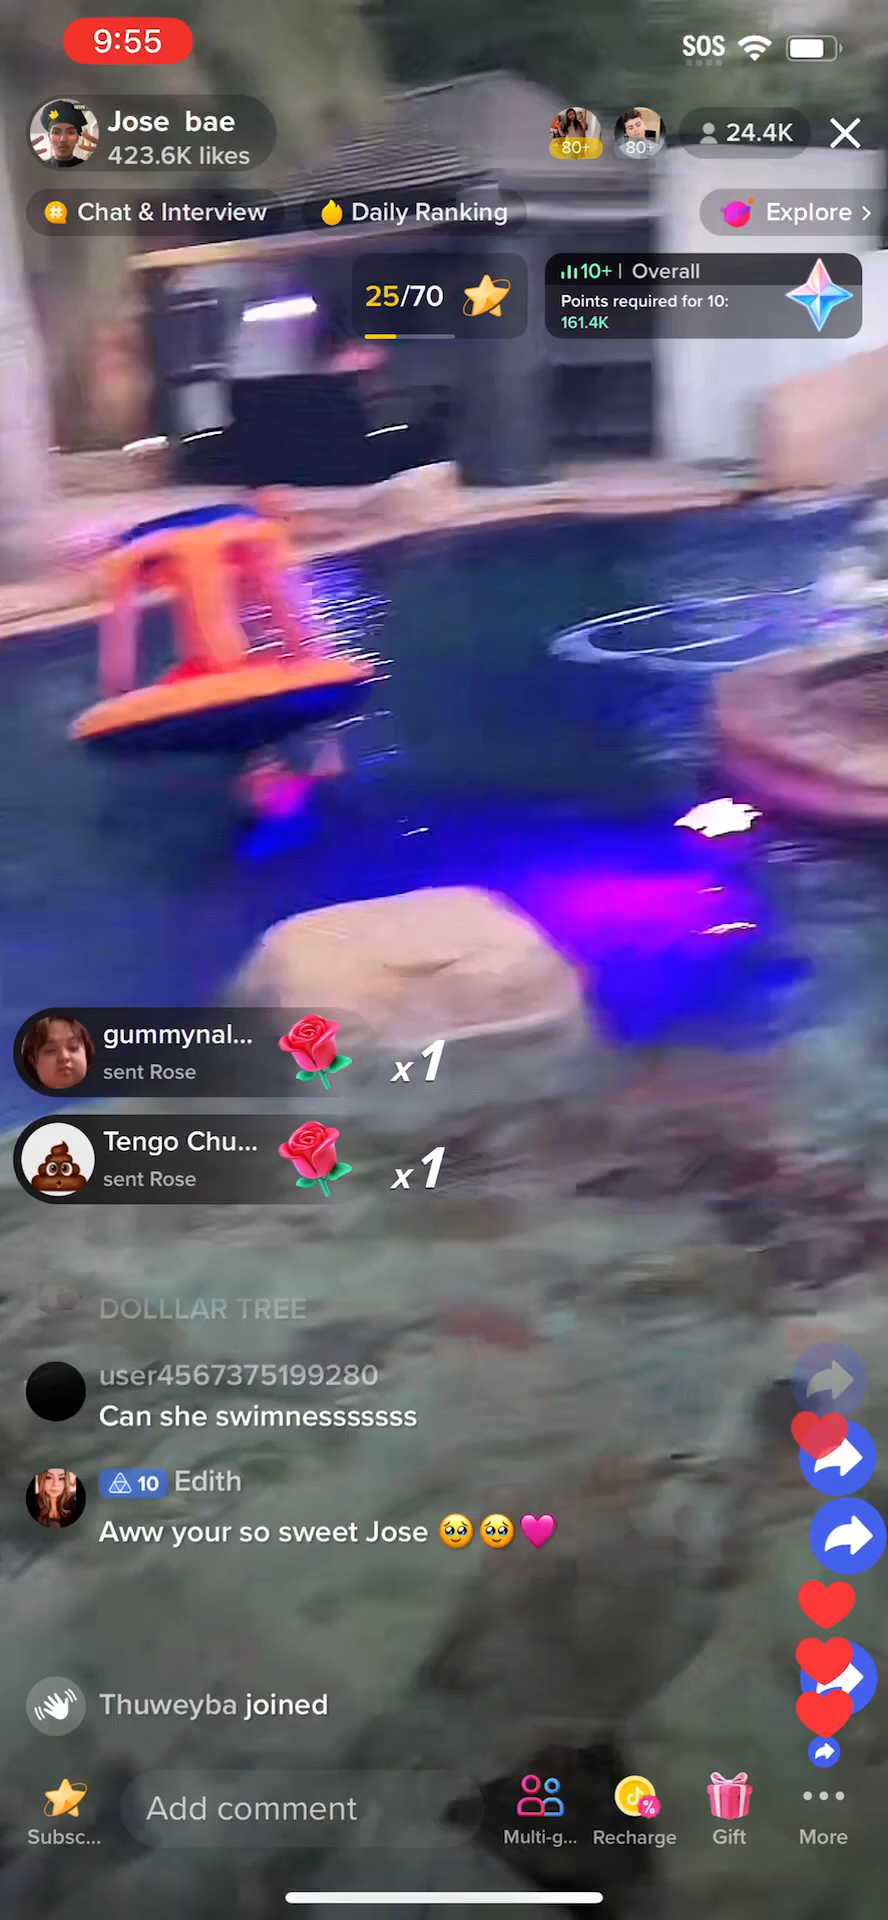 9:55
SOS
Jose bae
423.6K likes
80+
80+
24.4K
Chat & Interview
Daily Ranking
Explore >
25/70
10+ | Overall
Points required for 10:
161.4K
gummynal...
sent Rose
x1
Tengo Chu...
sent Rose
x1
DOLLLAR TREE
user4567375199280
Can she swimnesssssss
10 Edith
Aww your so sweet Jose 🥹🥹💓
Thuweyba joined
Subsc...
Add comment
Multi-g...
Recharge
Gift
More